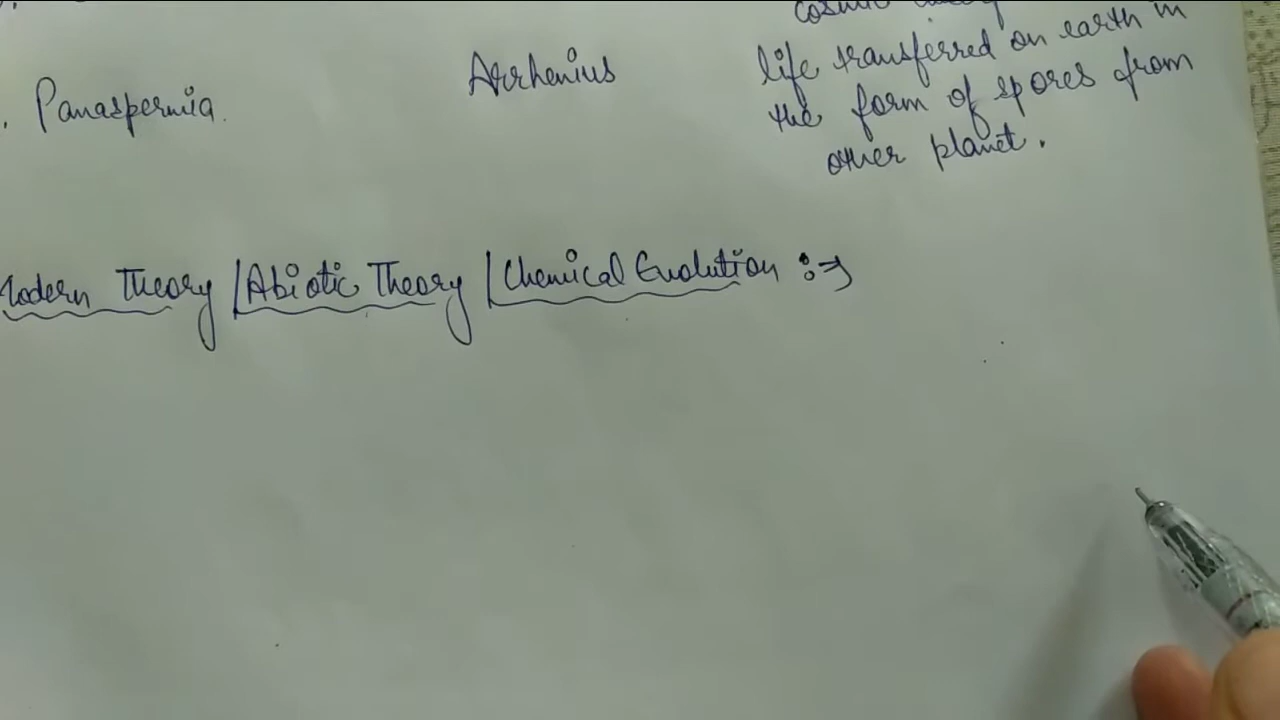 cosmic
life transferred on earth in
the form of spores from
other planet.
. Panaspermia.
Arrhenius
Modern Theory |Abiotic Theory |Chemical Evolution :⇒